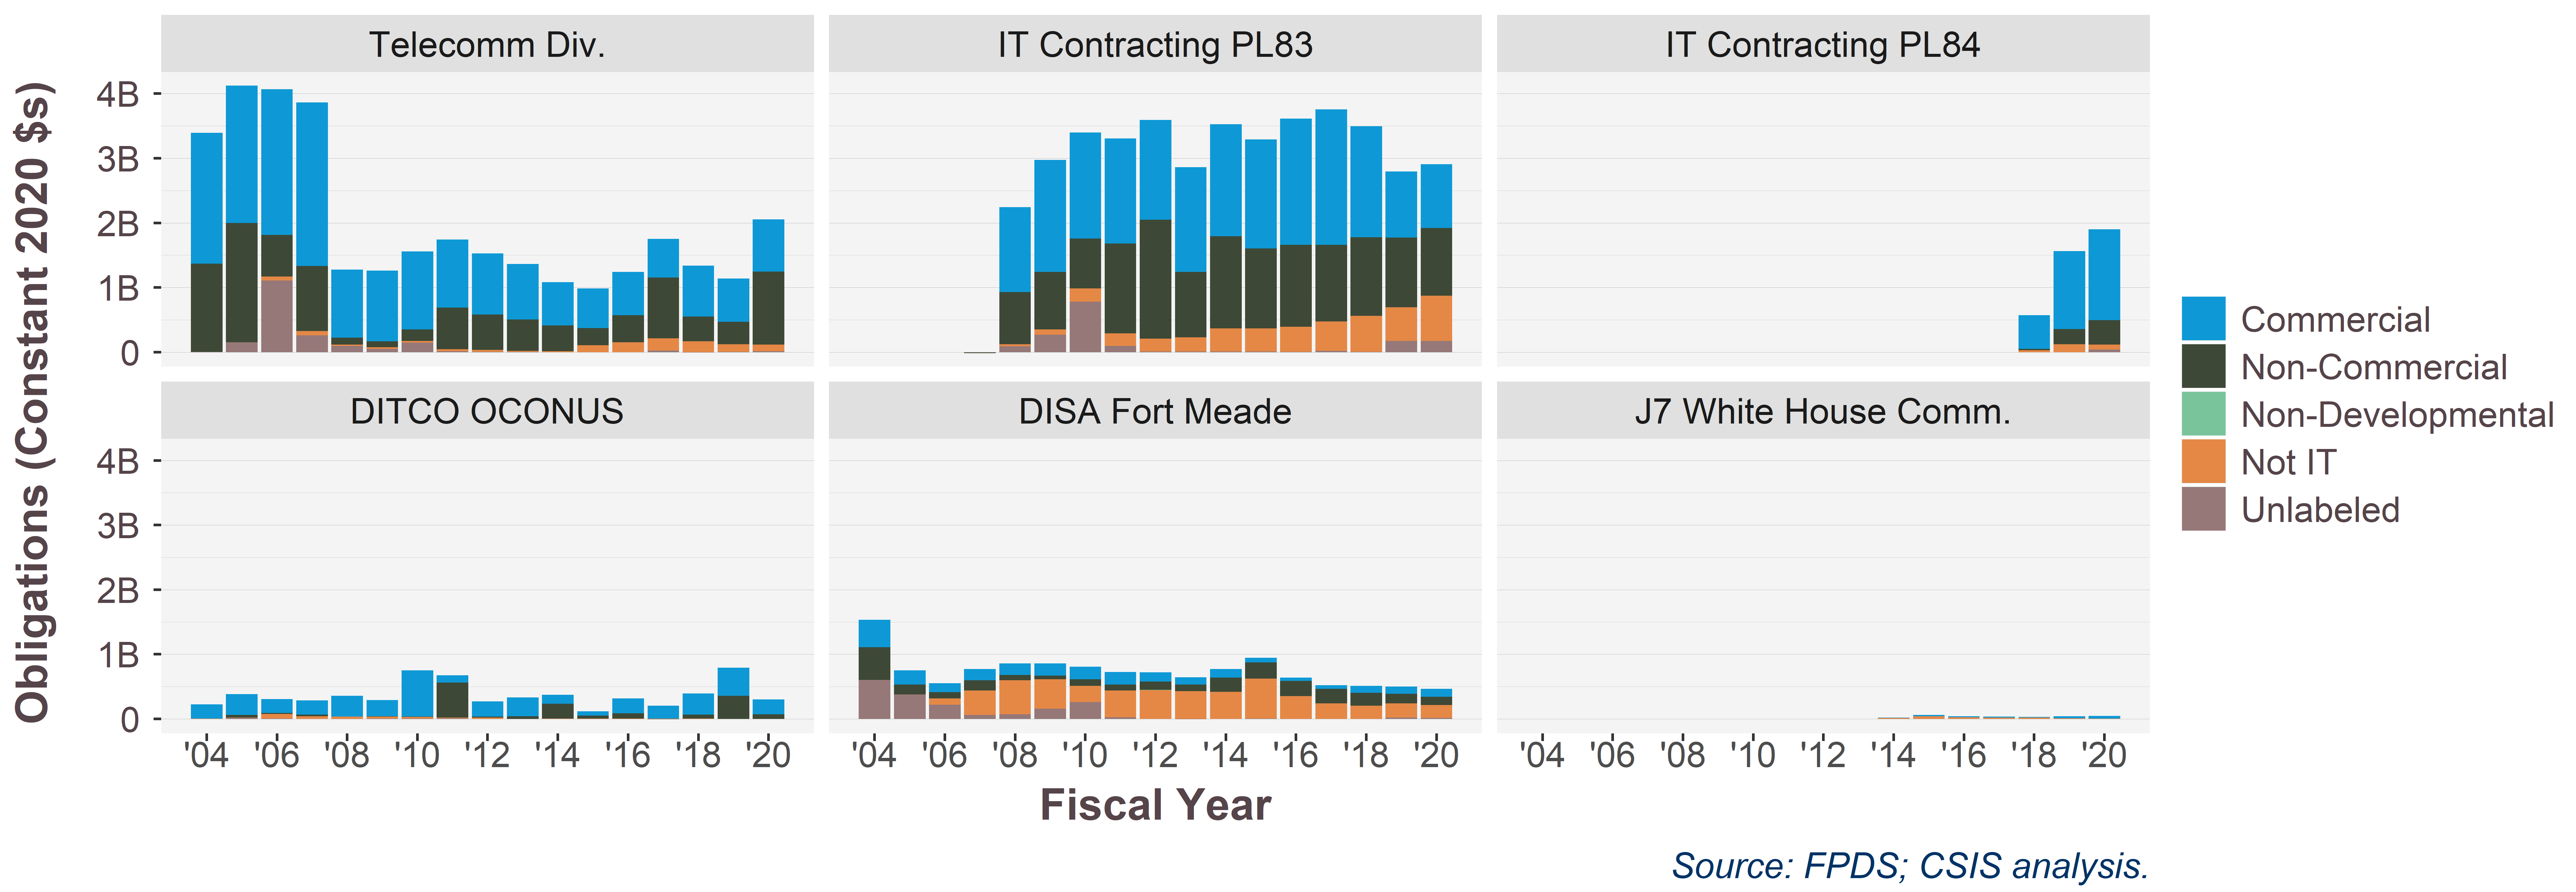 Telecomm Div.
IT Contracting PL83
IT Contracting PL84
4B
3B
2B
1B
0
DITCO OCONUS
DISA Fort Meade
J7 White House Comm.
4B
3B
2B
1B
0
'04 '06 '08 '10 '12 '14 '16 '18 '20
'04 '06 '08 '10 '12 '14 '16 '18 '20
'04 '06 '08 '10 '12 '14 '16 '18 '20
Obligations (Constant 2020 $s)
Fiscal Year
Commercial
Non-Commercial
Non-Developmental
Not IT
Unlabeled
Source: FPDS; CSIS analysis.